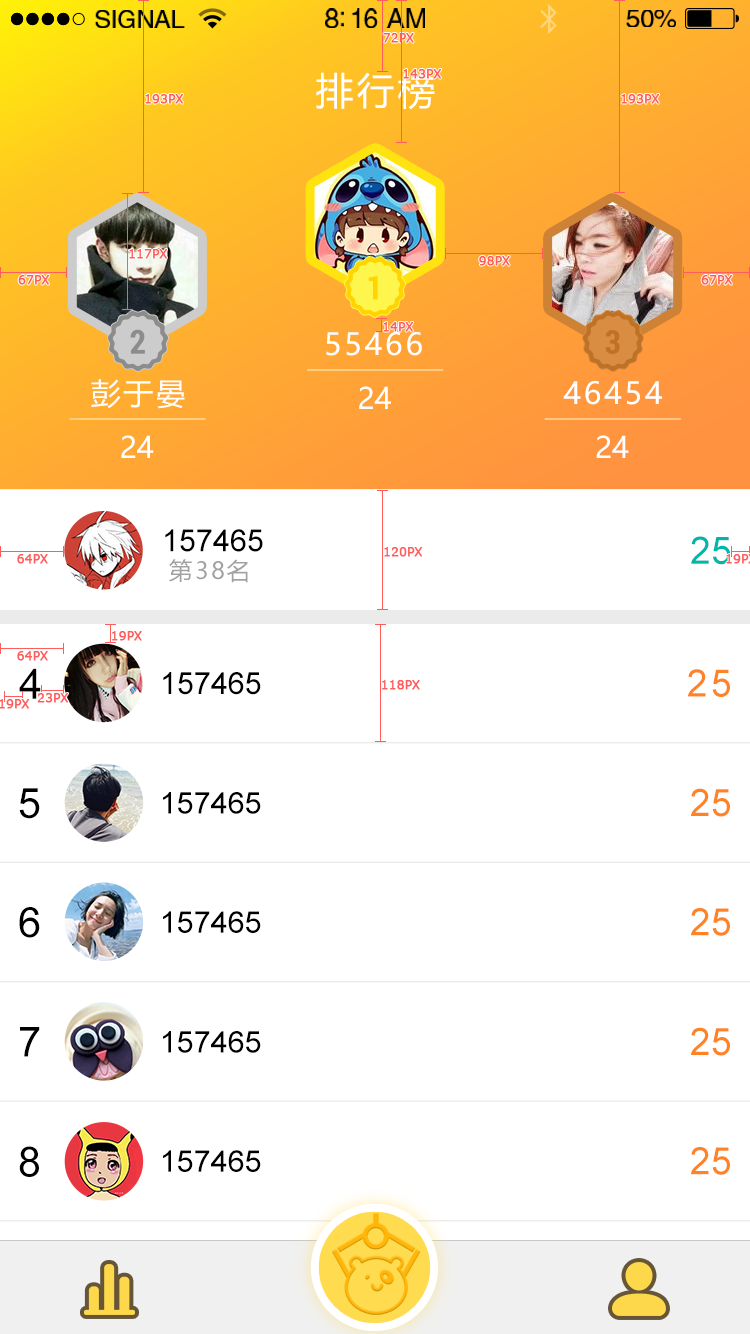 SIGNAL 8:16 AM 50%
72PX
143PX
193PX 193PX
排行榜
117PX
67PX 98PX 67PX
1
14PX
55466
24
2
彭于晏
24
3
46454
24
157465
第38名
25
64PX 120PX 19PX
19PX
64PX
4 157465 25
19PX 23PX 118PX
5 157465 25
6 157465 25
7 157465 25
8 157465 25